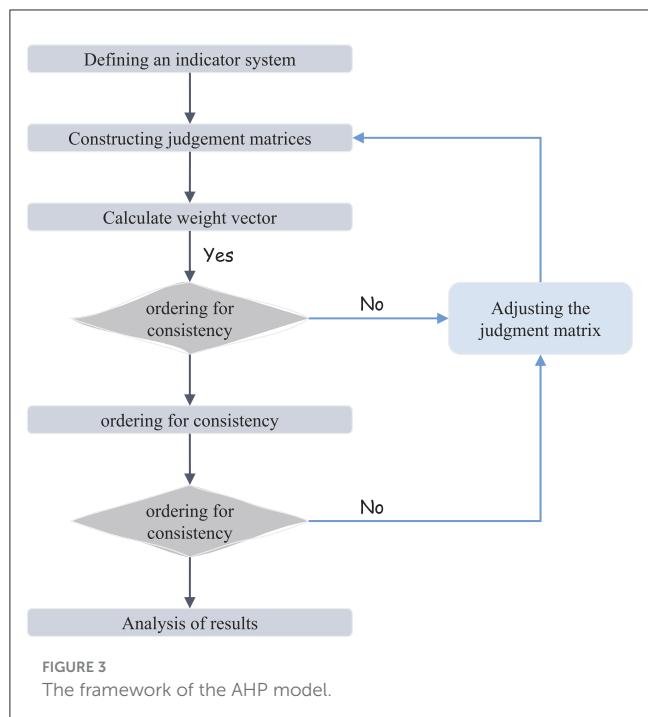 Defining an indicator system
Constructing judgement matrices
Calculate weight vector
Yes
ordering for
consistency
No
Adjusting the
judgment matrix
ordering for consistency
ordering for
consistency
No
Analysis of results
FIGURE 3
The framework of the AHP model.